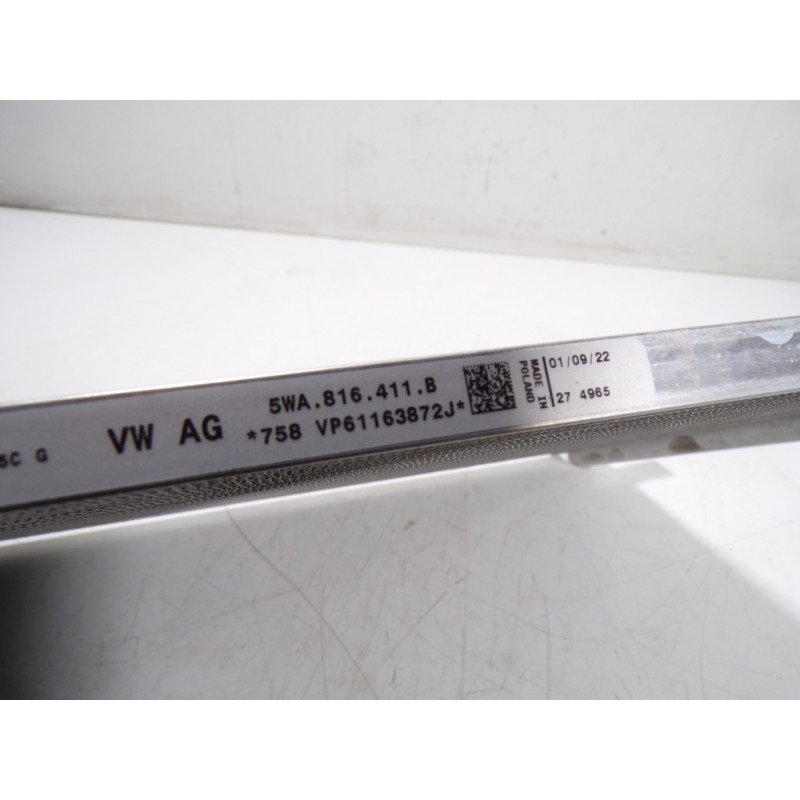 5C G
VW AG
5WA.816.411.B
*758 VP61163872J*
MADE IN
POLAND
01/09/22
27 4965